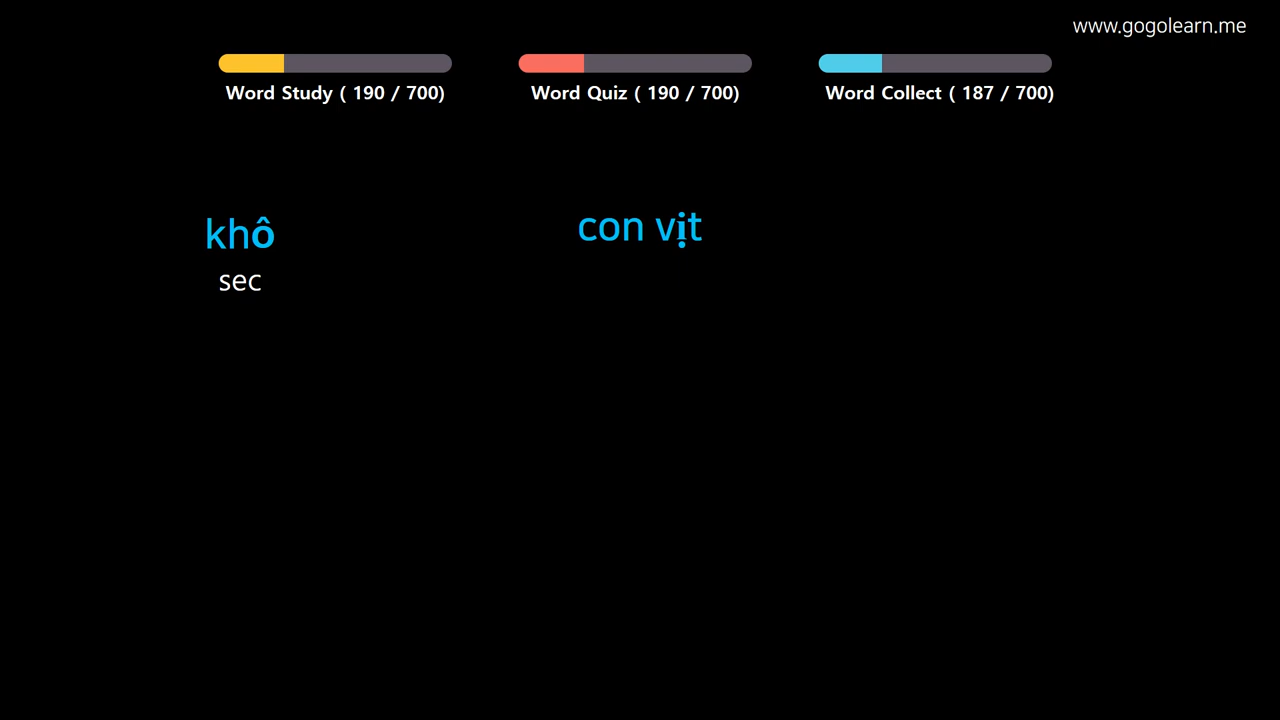 www.gogolearn.me
Word Study ( 190 / 700)
Word Quiz ( 190 / 700)
Word Collect ( 187 / 700)
khô
sec
con vịt